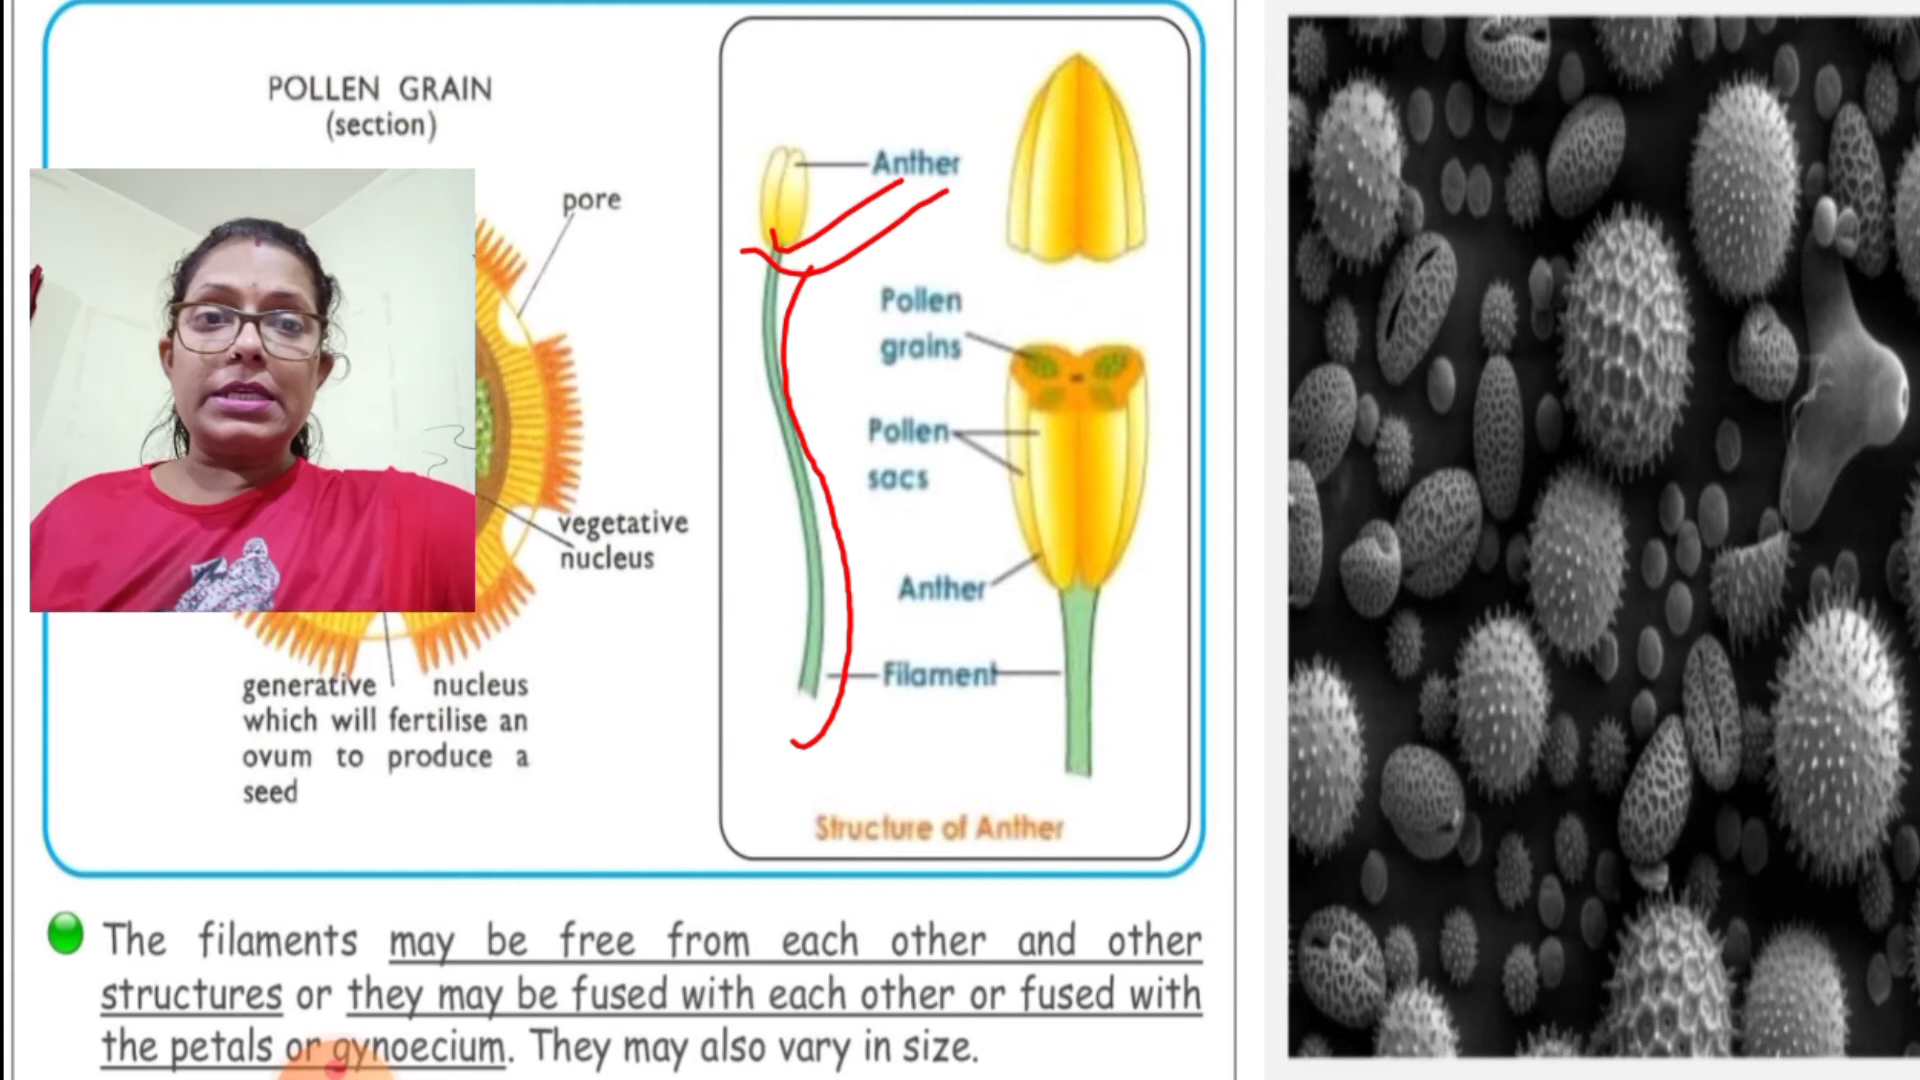 POLLEN GRAIN
(section)
pore
vegetative
nucleus
generative nucleus
which will fertilise an
ovum to produce a
seed
Anther
Pollen
grains
Pollen
sacs
Anther
Filament
Structure of Anther
The filaments may be free from each other and other
structures or they may be fused with each other or fused with
the petals or gynoecium. They may also vary in size.